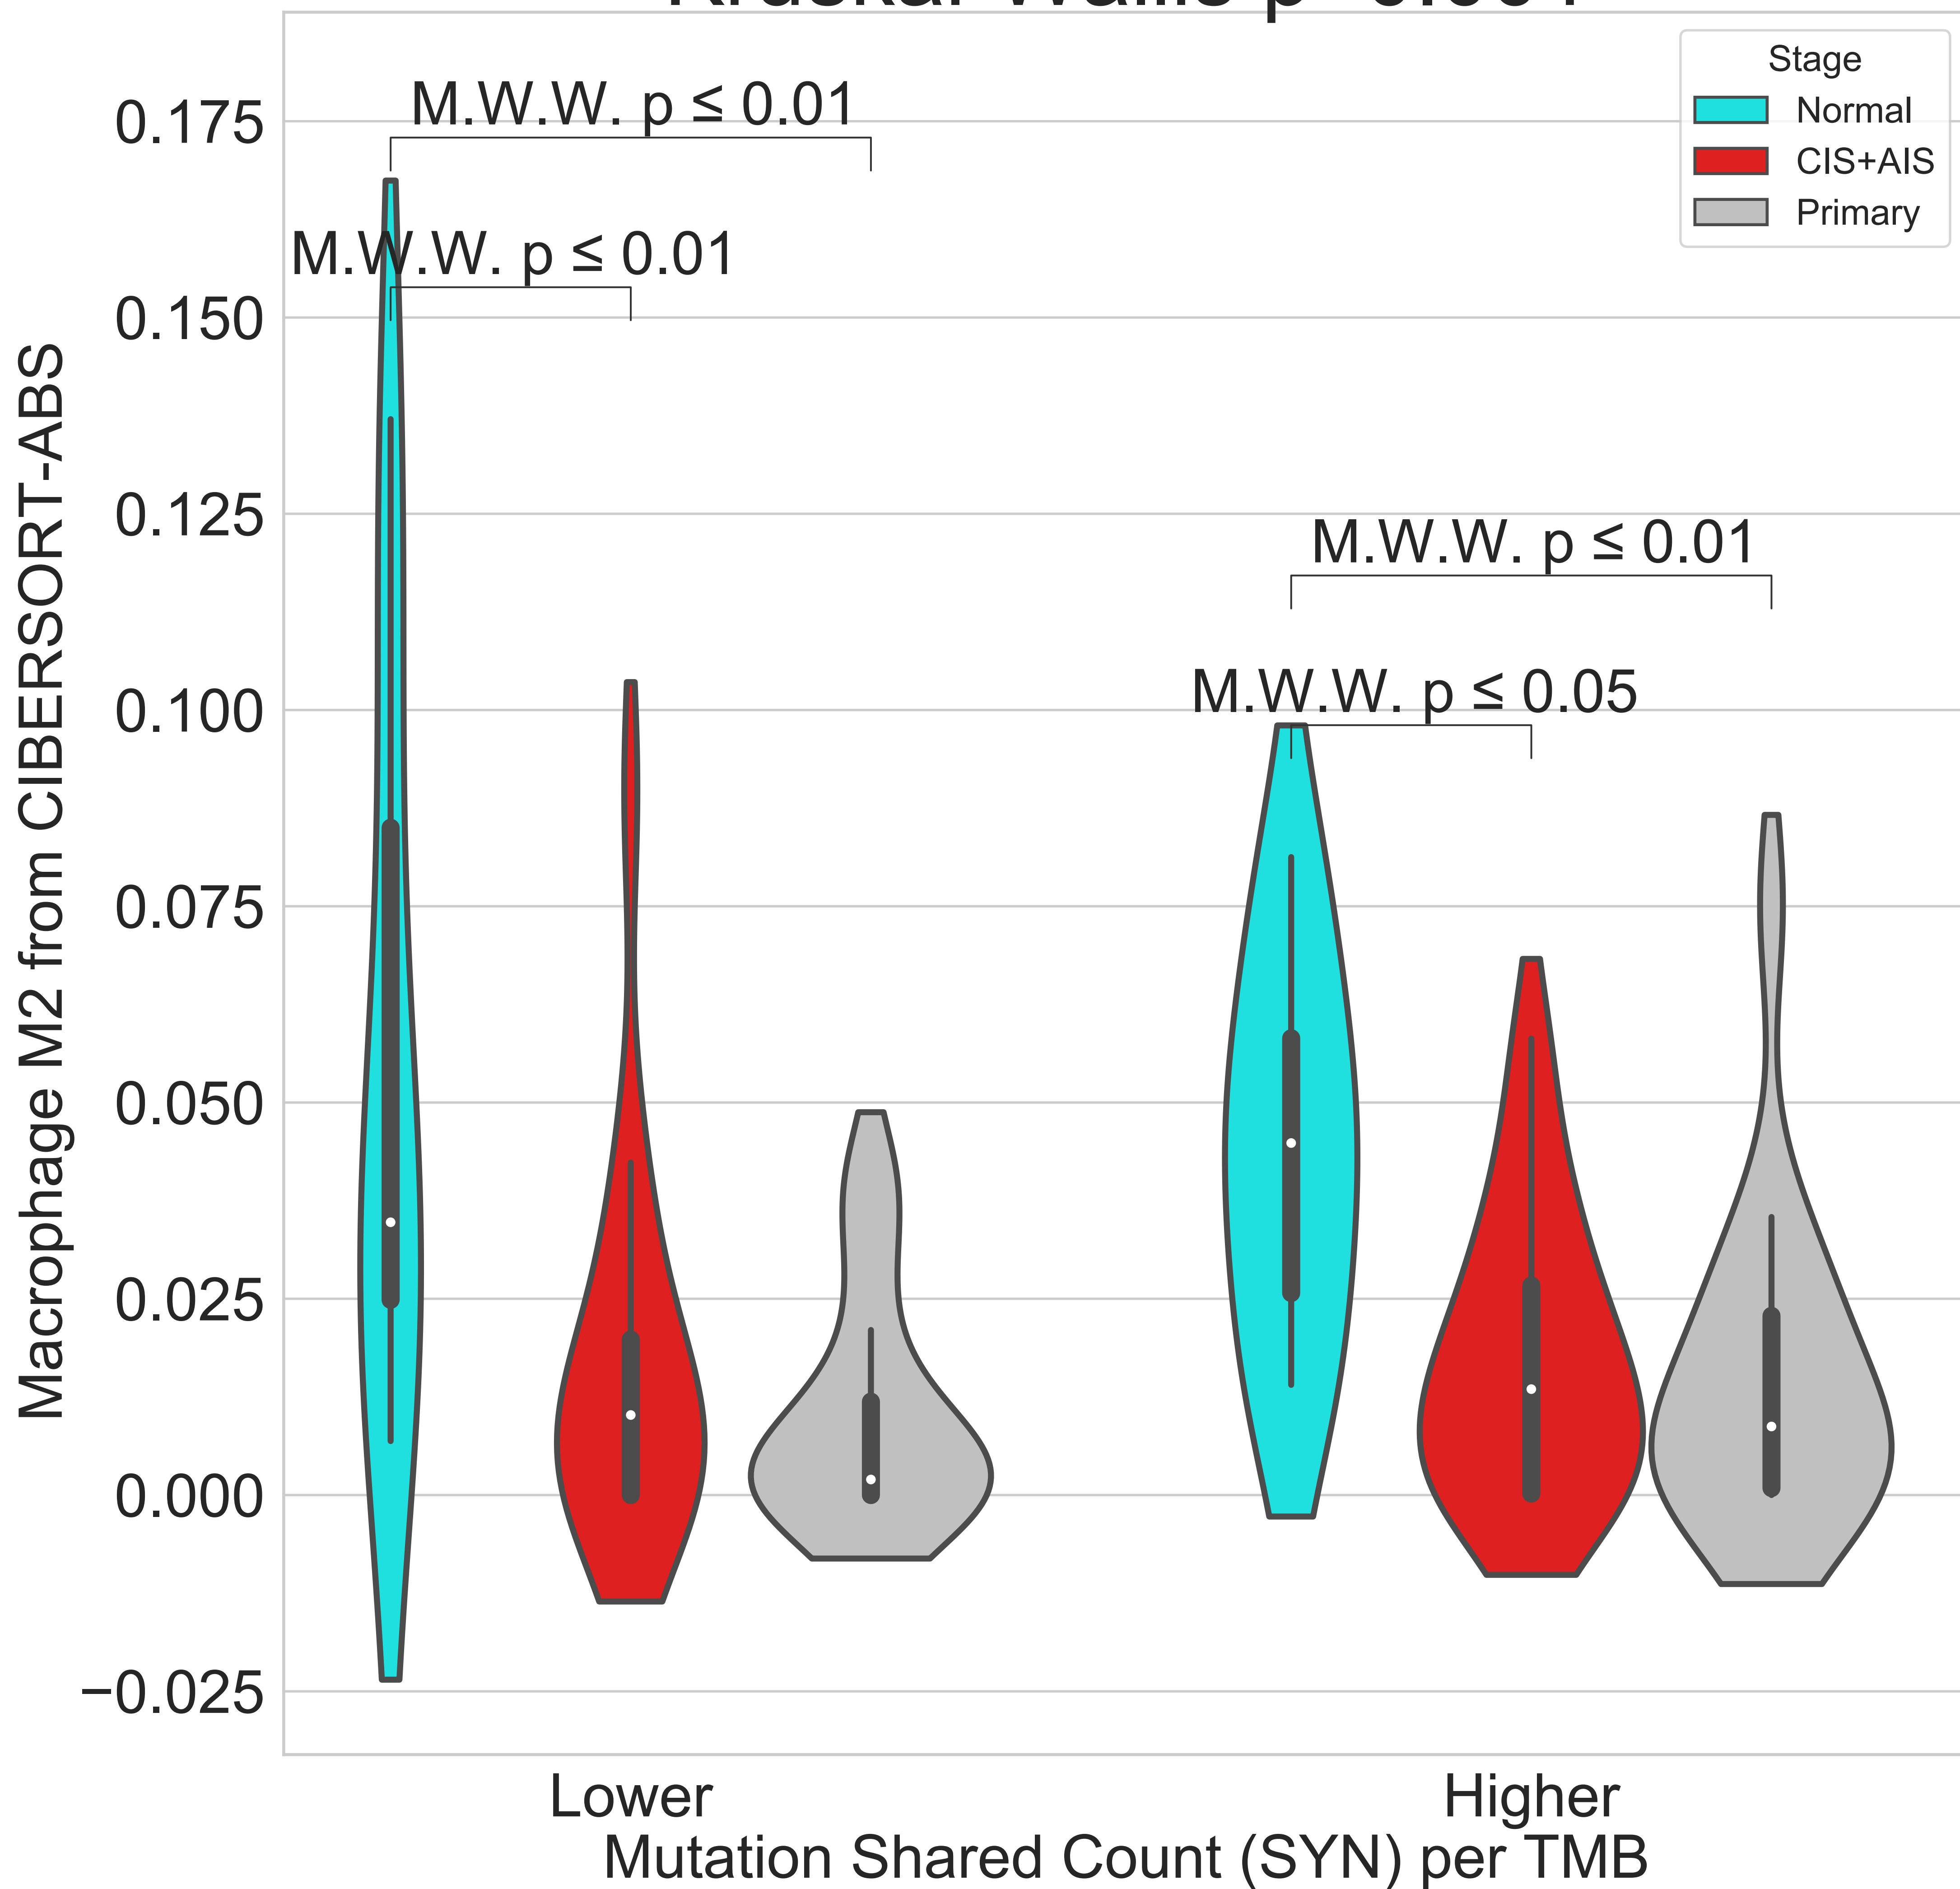 Stage
Normal
CIS+AIS
Primary
M.W.W. p ≤ 0.01
M.W.W. p ≤ 0.01
M.W.W. p ≤ 0.01
M.W.W. p ≤ 0.05
Macrophage M2 from CIBERSORT-ABS
0.175
0.150
0.125
0.100
0.075
0.050
0.025
0.000
−0.025
Lower Higher
Mutation Shared Count (SYN) per TMB